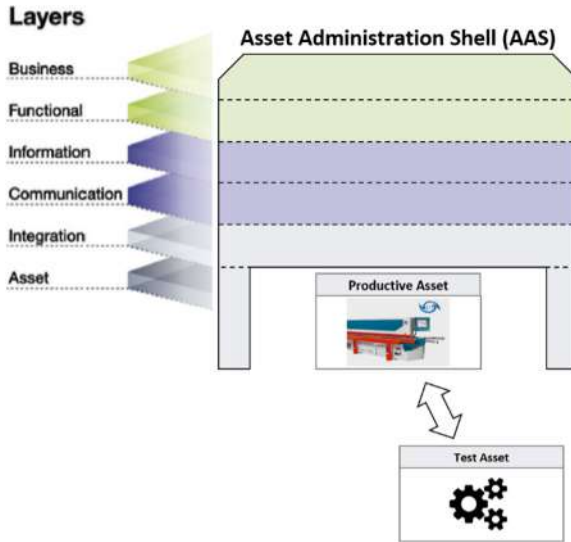 Layers
Asset Administration Shell (AAS)
Business
Functional
Information
Communication
Integration
Asset
Productive Asset
Test Asset